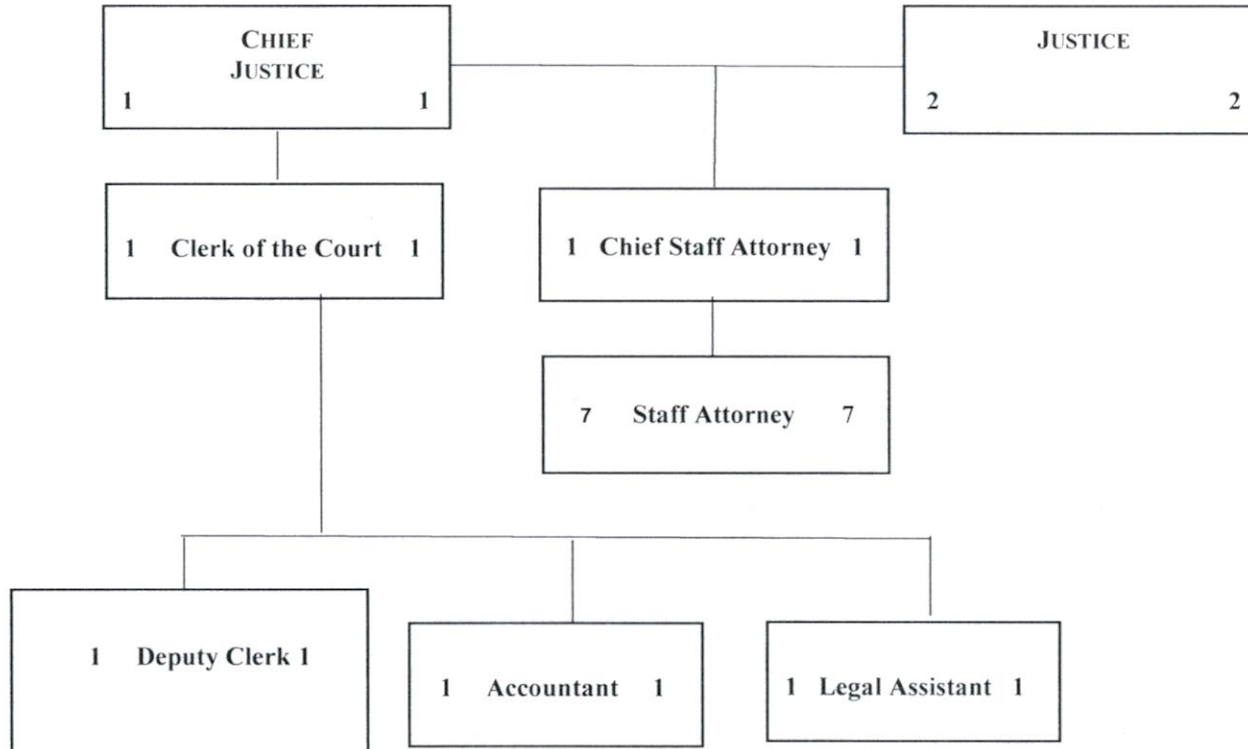 CHIEF
JUSTICE
1 1
JUSTICE
2 2
1 Clerk of the Court 1
1 Chief Staff Attorney 1
7 Staff Attorney 7
1 Deputy Clerk 1
1 Accountant 1
1 Legal Assistant 1